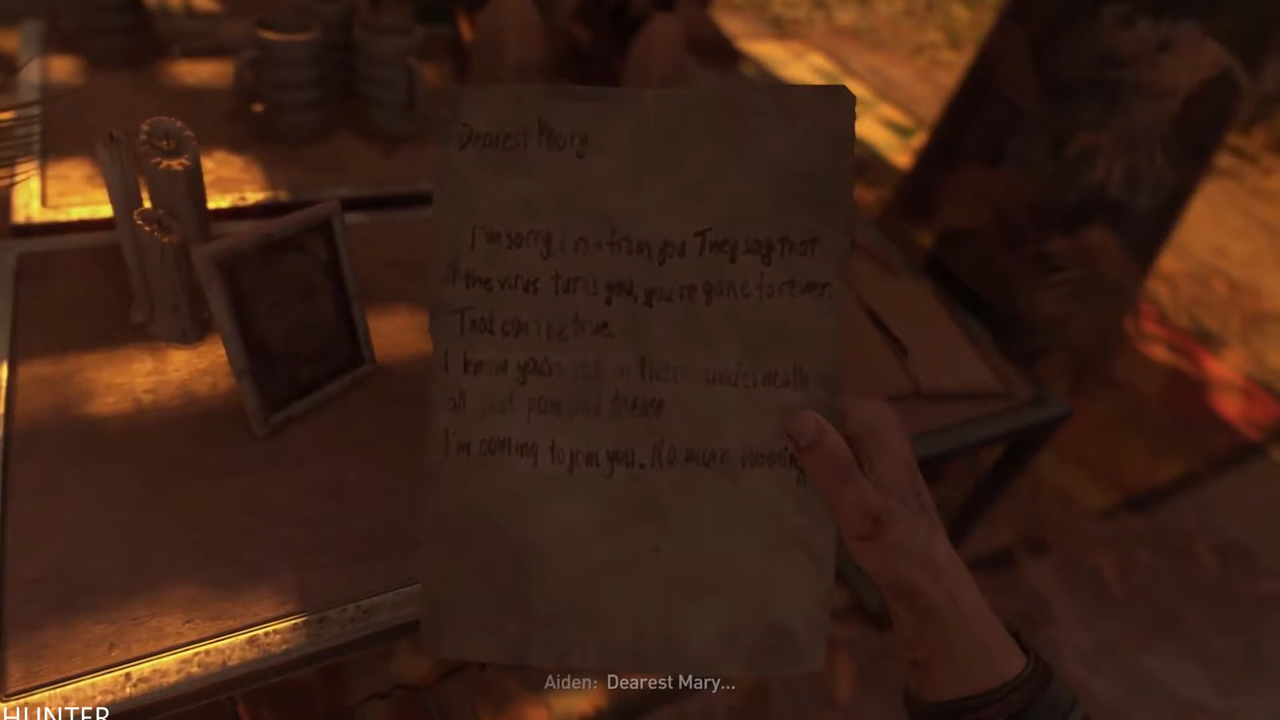 Dearest Mary
I'm sorry I ran from you They say that
if the virus turns you, you're gone forever.
That can't be true.
I know you're still in there underneath
all that pain and disease
I'm coming to join you. No more running
Aiden: Dearest Mary...
HUNTER